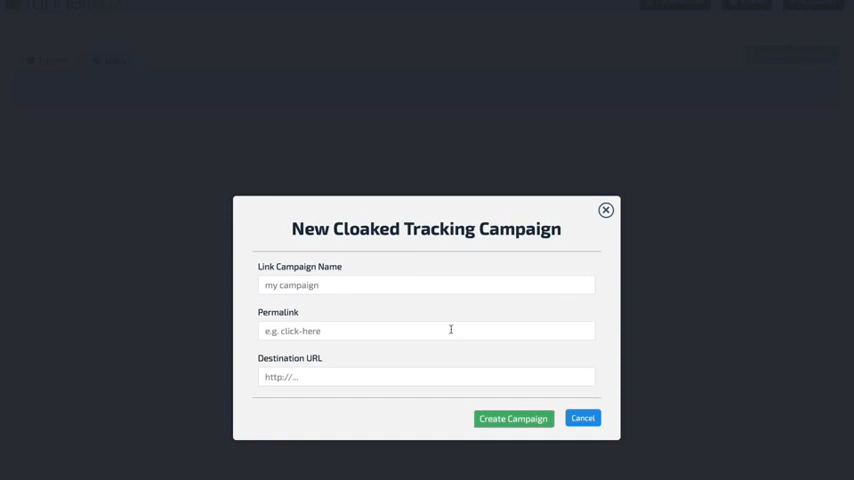 New Cloaked Tracking Campaign
Link Campaign Name
my campaign
Permalink
e.g. click-here
Destination URL
http://...
Create Campaign
Cancel